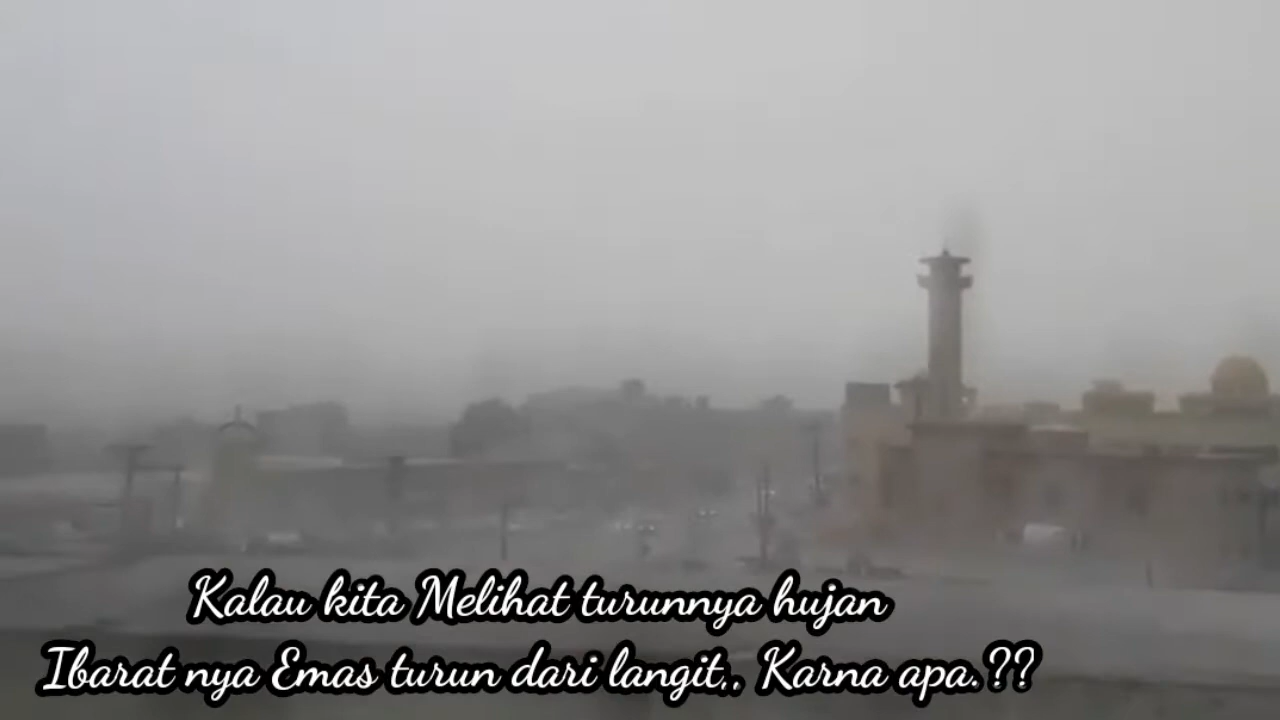 Kalau kita Melihat turunnya hujan
Ibarat nya Emas turun dari langit,, Karna apa.??